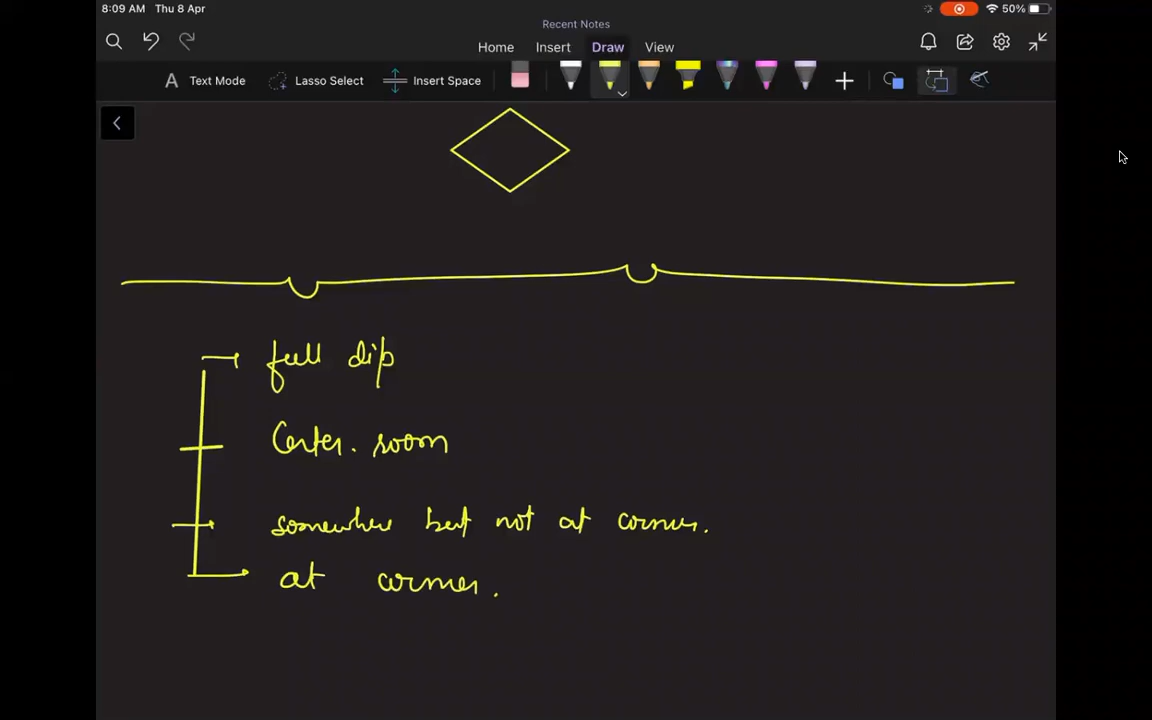 8:09 AM Thu 8 Apr
50%
Recent Notes
Home Insert Draw View
Text Mode Lasso Select Insert Space
full dip
Center. room
somewhere but not at corner.
at corner.